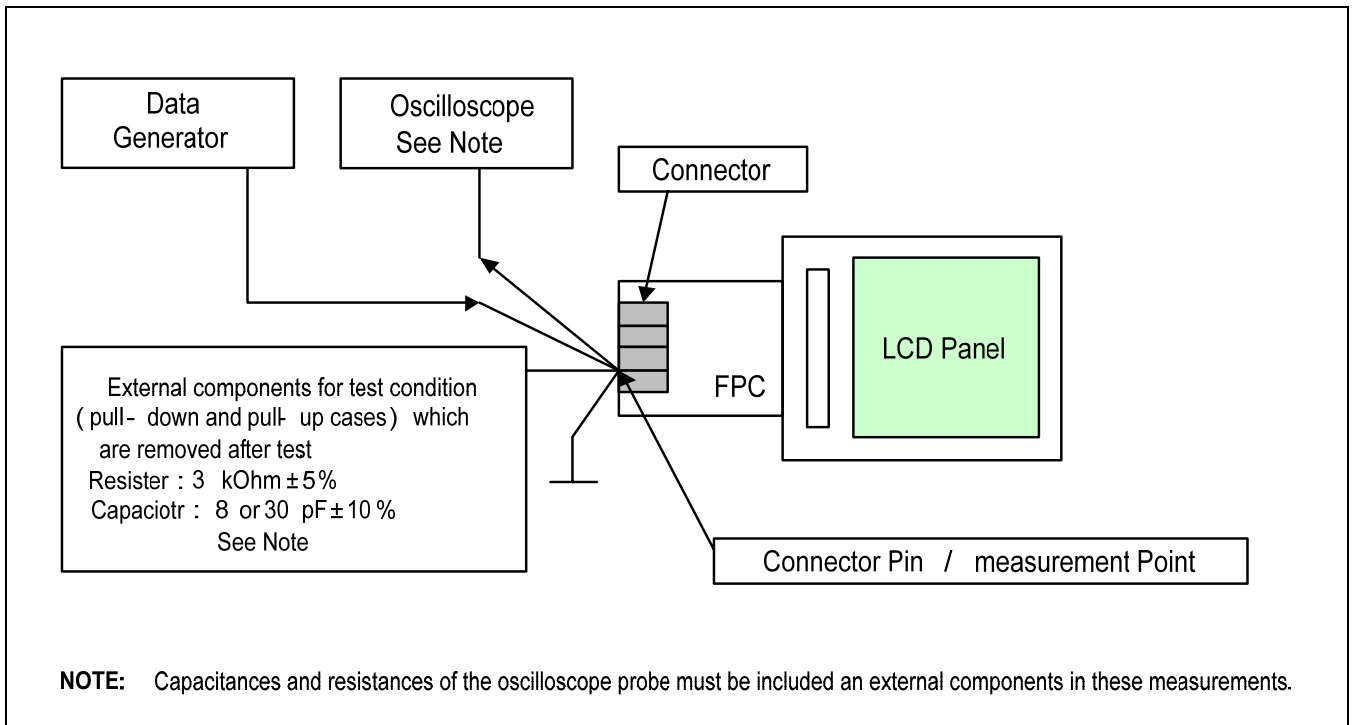 Data
Generator
Oscilloscope
See Note
Connector
LCD Panel
FPC
External components for test condition
( pull- down and pull- up cases ) which
are removed after test
Resister : 3 kOhm ±5%
Capaciotr : 8 or 30 pF±10 %
See Note
Connector Pin / measurement Point
NOTE: Capacitances and resistances of the oscilloscope probe must be included an external components in these measurements.